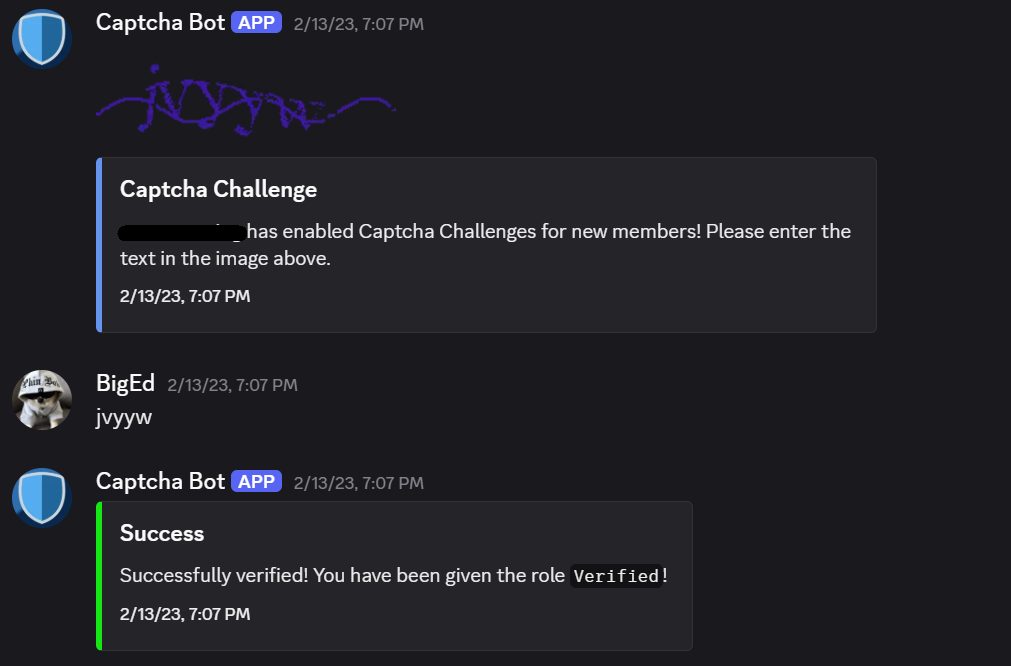 Captcha Bot APP 2/13/23, 7:07 PM
jvyyw
Captcha Challenge
has enabled Captcha Challenges for new members! Please enter the
text in the image above.
2/13/23, 7:07 PM
BigEd 2/13/23, 7:07 PM
jvyyw
Captcha Bot APP 2/13/23, 7:07 PM
Success
Successfully verified! You have been given the role Verified!
2/13/23, 7:07 PM